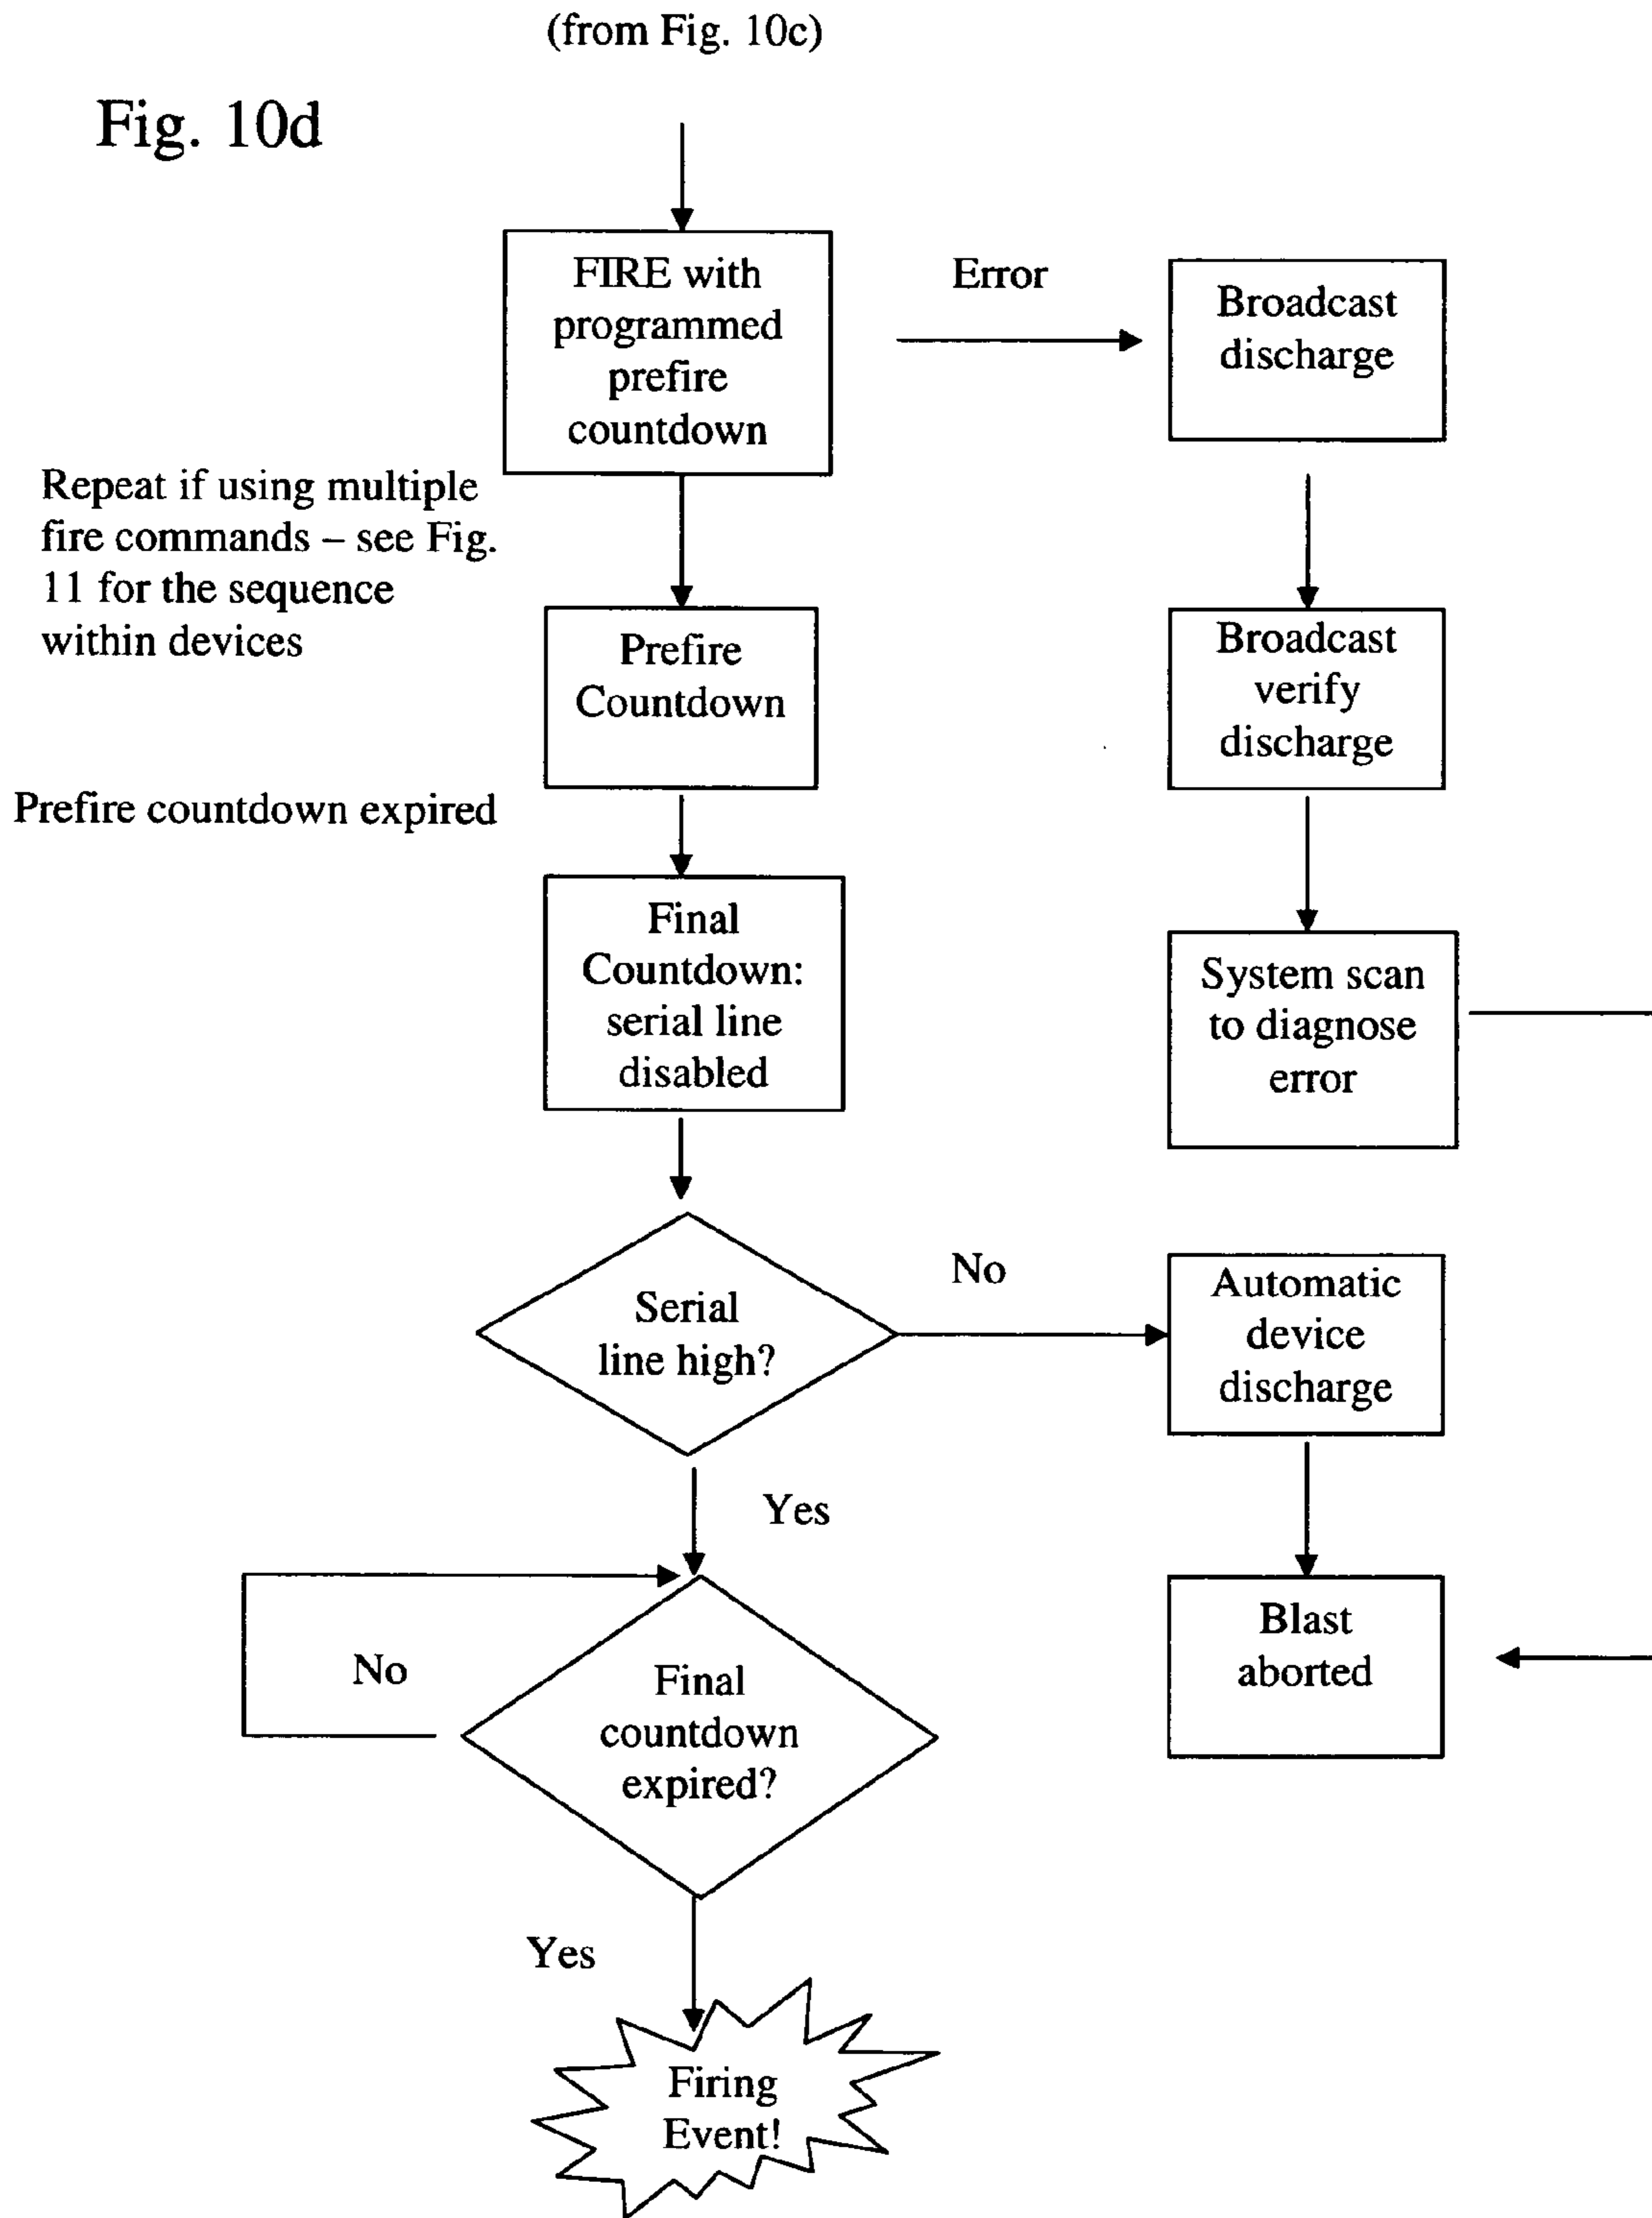 (from Fig. 10c)
Fig. 10d
FIRE with
programmed
prefire
countdown
Error
Broadcast
discharge
Repeat if using multiple
fire commands – see Fig.
11 for the sequence
within devices
Prefire
Countdown
Broadcast
verify
discharge
Prefire countdown expired
Final
Countdown:
serial line
disabled
System scan
to diagnose
error
Serial
line high?
No
Automatic
device
discharge
Yes
No
Final
countdown
expired?
Blast
aborted
Yes
Firing
Event!